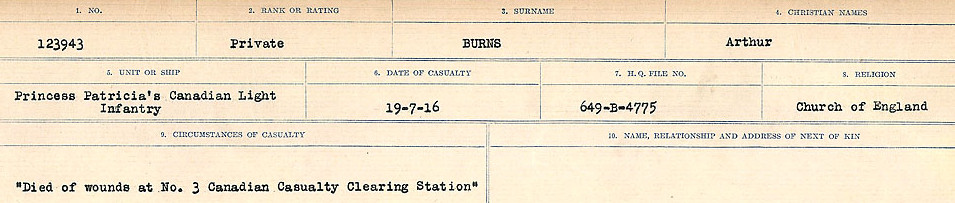 1. NO. 2. RANK OR RATING 3. SURNAME 4. CHRISTIAN NAMES
123943 Private BURNS Arthur
5. UNIT OR SHIP 6. DATE OF CASUALTY 7. H. Q. FILE NO. 8. RELIGION
Princess Patricia's Canadian Light
Infantry 19-7-16 649-B-4775 Church of England
9. CIRCUMSTANCES OF CASUALTY 10. NAME, RELATIONSHIP AND ADDRESS OF NEXT OF KIN
"Died of wounds at No. 3 Canadian Casualty Clearing Station"